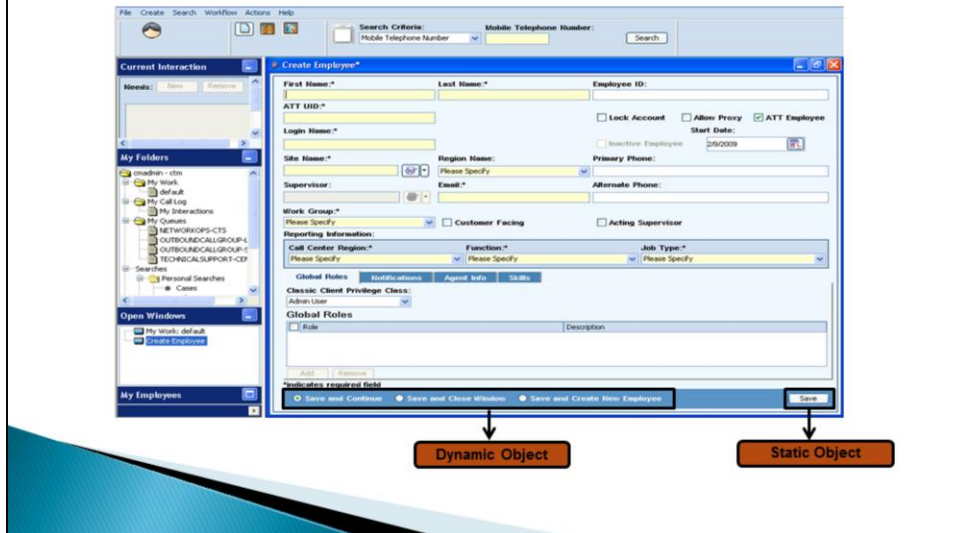 File Create Search Workflow Actions Help
Search Criteria: Mobile Telephone Number:
Mobile Telephone Number
Search
Current Interaction
Needs: New Remove
My Folders
cmadmin - ctm
My Work
default
My Call Log
My Interactions
My Queues
NETWORKOPS-CTS
OUTBOUNDCALLGROUP-L
OUTBOUNDCALLGROUP-S
TECHNICALSUPPORT-CEN
Searches
Personal Searches
Cases
Open Windows
My Work: default
Create Employee
My Employees
Create Employee*
First Name:* Last Name:* Employee ID:
ATT UID:*
Lock Account Allow Proxy ATT Employee
Login Name:* Start Date:
Inactive Employee 2/9/2009
Site Name:* Region Name: Primary Phone:
Please Specify
Supervisor: Email:* Alternate Phone:
Work Group:*
Please Specify Customer Facing Acting Supervisor
Reporting Information:
Call Center Region:* Function:* Job Type:*
Please Specify Please Specify Please Specify
Global Roles Notifications Agent Info Skills
Classic Client Privilege Class:
Admin User
Global Roles
Role Description
Add Remove
*indicates required field
Save and Continue Save and Close Window Save and Create New Employee Save
Dynamic Object Static Object